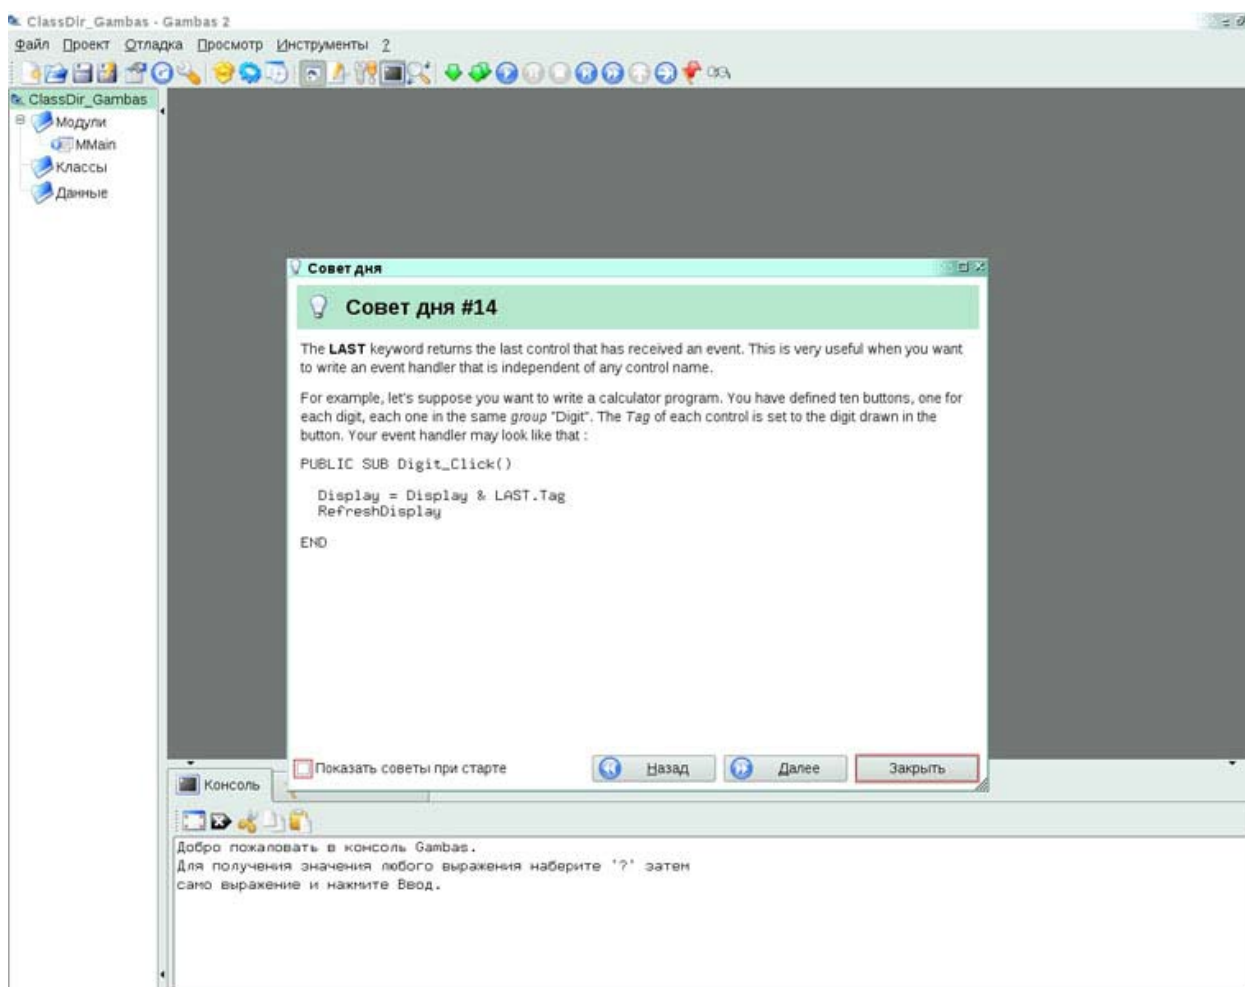 ClassDir_Gambas - Gambas 2
Файл Проект Отладка Просмотр Инструменты ?
ClassDir_Gambas
Модули
MMain
Классы
Данные
Совет дня
Совет дня #14
The LAST keyword returns the last control that has received an event. This is very useful when you want
to write an event handler that is independent of any control name.
For example, let's suppose you want to write a calculator program. You have defined ten buttons, one for
each digit, each one in the same group "Digit". The Tag of each control is set to the digit drawn in the
button. Your event handler may look like that :
PUBLIC SUB Digit_Click()
Display = Display & LAST.Tag
RefreshDisplay
END
Показать советы при старте
Назад
Далее
Закрыть
Консоль
Добро пожаловать в консоль Gambas.
Для получения значения любого выражения наберите '?' затем
само выражение и нажмите Ввод.